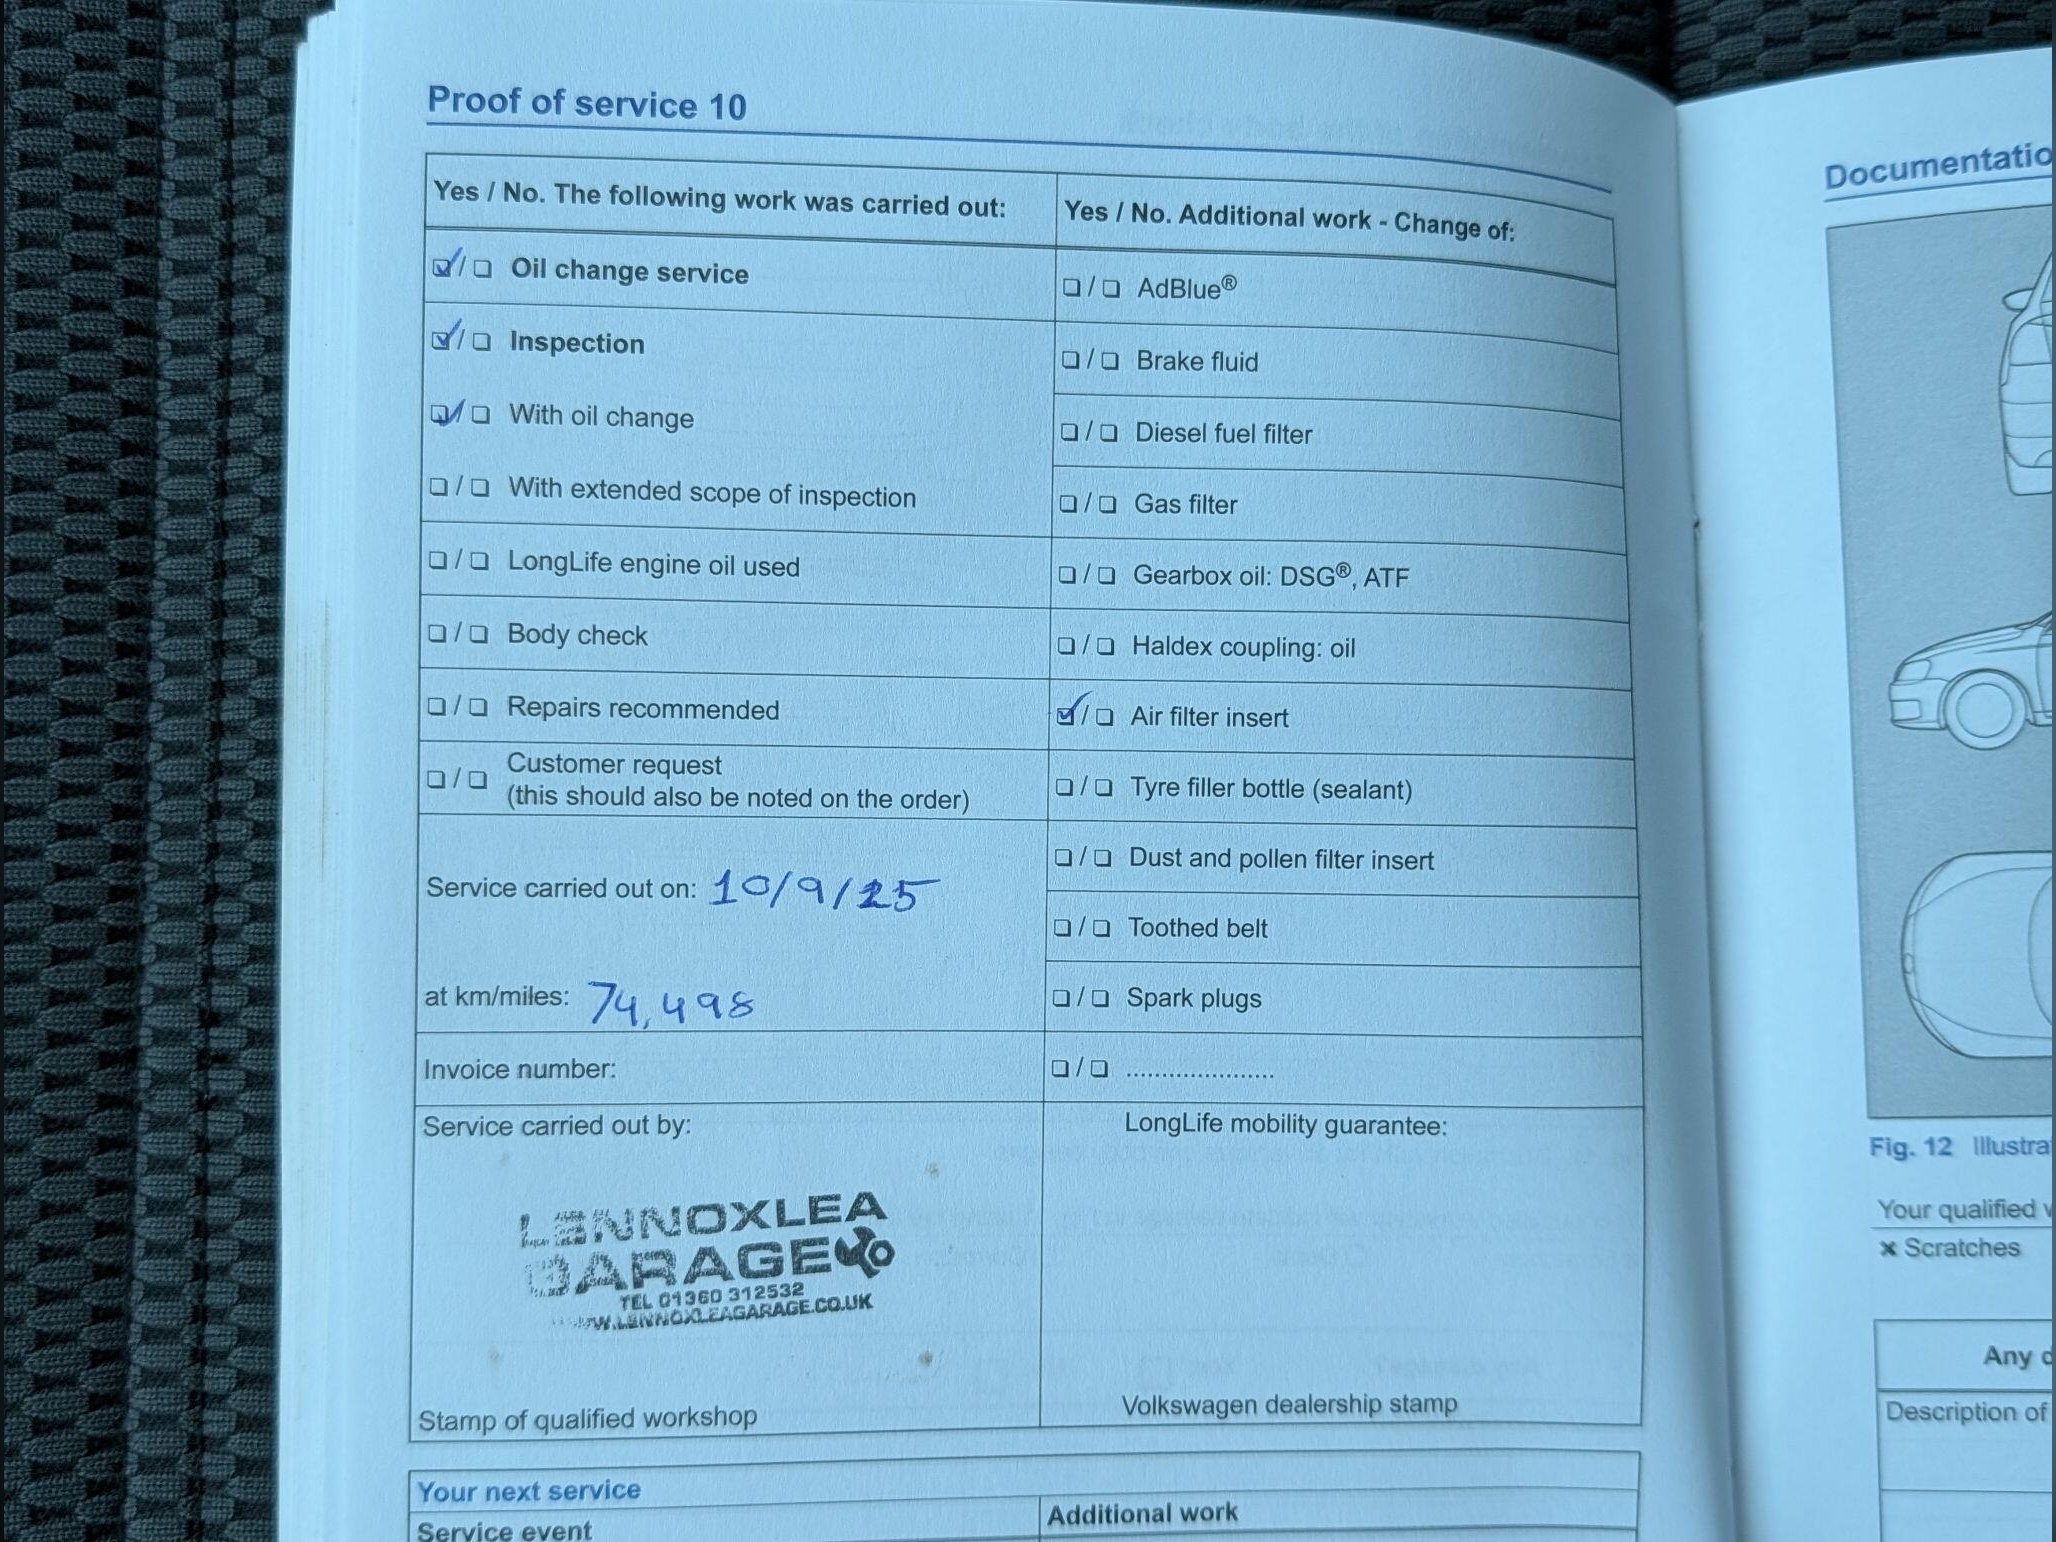 Proof of service 10
Yes / No. The following work was carried out:
☑/☐ Oil change service
☑/☐ Inspection
☑/☐ With oil change
☐/☐ With extended scope of inspection
☐/☐ LongLife engine oil used
☐/☐ Body check
☐/☐ Repairs recommended
☐/☐ Customer request
(this should also be noted on the order)
Service carried out on: 10/9/25
at km/miles: 74,498
Invoice number:
Service carried out by:
LENNOXLEA
GARAGE
TEL 01360 312532
WWW.LENNOXLEAGARAGE.CO.UK
Stamp of qualified workshop
Yes / No. Additional work - Change of:
☐/☐ AdBlue®
☐/☐ Brake fluid
☐/☐ Diesel fuel filter
☐/☐ Gas filter
☐/☐ Gearbox oil: DSG®, ATF
☐/☐ Haldex coupling: oil
☑/☐ Air filter insert
☐/☐ Tyre filler bottle (sealant)
☐/☐ Dust and pollen filter insert
☐/☐ Toothed belt
☐/☐ Spark plugs
☐/☐ .....................
LongLife mobility guarantee:
Volkswagen dealership stamp
Your next service
Service event
Additional work
Documentatio
Fig. 12 Illustra
Your qualified
× Scratches
Any
Description of